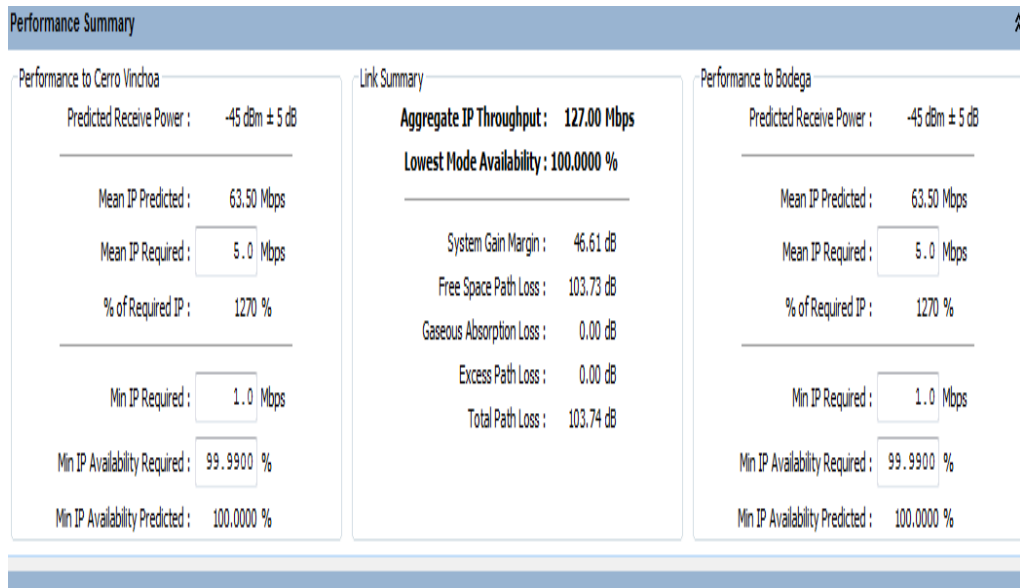 Performance Summary
Performance to Cerro Vinchoa
Predicted Receive Power : -45 dBm ± 5 dB
Mean IP Predicted : 63.50 Mbps
Mean IP Required : 5.0 Mbps
% of Required IP : 1270 %
Min IP Required : 1.0 Mbps
Min IP Availability Required : 99.9900 %
Min IP Availability Predicted : 100.0000 %
Link Summary
Aggregate IP Throughput : 127.00 Mbps
Lowest Mode Availability : 100.0000 %
System Gain Margin : 46.61 dB
Free Space Path Loss : 103.73 dB
Gaseous Absorption Loss : 0.00 dB
Excess Path Loss : 0.00 dB
Total Path Loss : 103.74 dB
Performance to Bodega
Predicted Receive Power : -45 dBm ± 5 dB
Mean IP Predicted : 63.50 Mbps
Mean IP Required : 5.0 Mbps
% of Required IP : 1270 %
Min IP Required : 1.0 Mbps
Min IP Availability Required : 99.9900 %
Min IP Availability Predicted : 100.0000 %